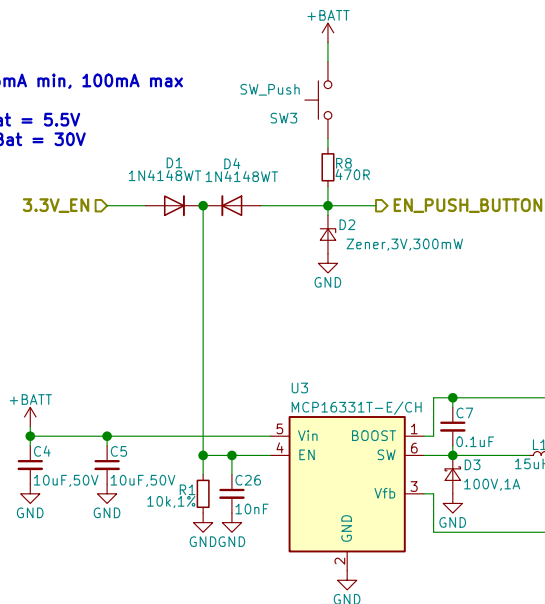 +BATT
mA min, 100mA max
SW_Push
SW3
at = 5.5V
Bat = 30V
D1
D4
R8
1N4148WT
1N4148WT
470R
3.3V_EN
EN_PUSH_BUTTON
D2
Zener,3V,300mW
GND
U3
MCP16331T-E/CH
+BATT
C7
5
Vin
BOOST
1
0.1uF
4
EN
SW
6
L1
C4
C5
15u
10uF,50V
10uF,50V
D3
100V,1A
R1
C26
10k,1%
10nF
Vfb
3
GND
GND
GND
GND
GND
GND
2
GND